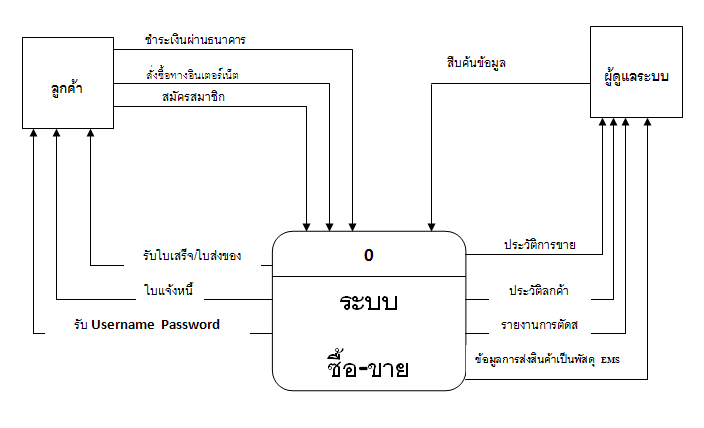 ชำระเงินผ่านธนาคาร
สืบค้นข้อมูล
ลูกค้า
สั่งซื้อทางอินเตอร์เน็ต
ผู้ดูแลระบบ
สมัครสมาชิก
0
ประวัติการขาย
รับใบเสร็จ/ใบส่งของ
ใบแจ้งหนี้
ระบบ
ประวัติลกค้า
รับ Username Password
รายงานการตัดส
ซื้อ-ขาย
ข้อมูลการส่งสินค้าเป็นพัสดุ EMS